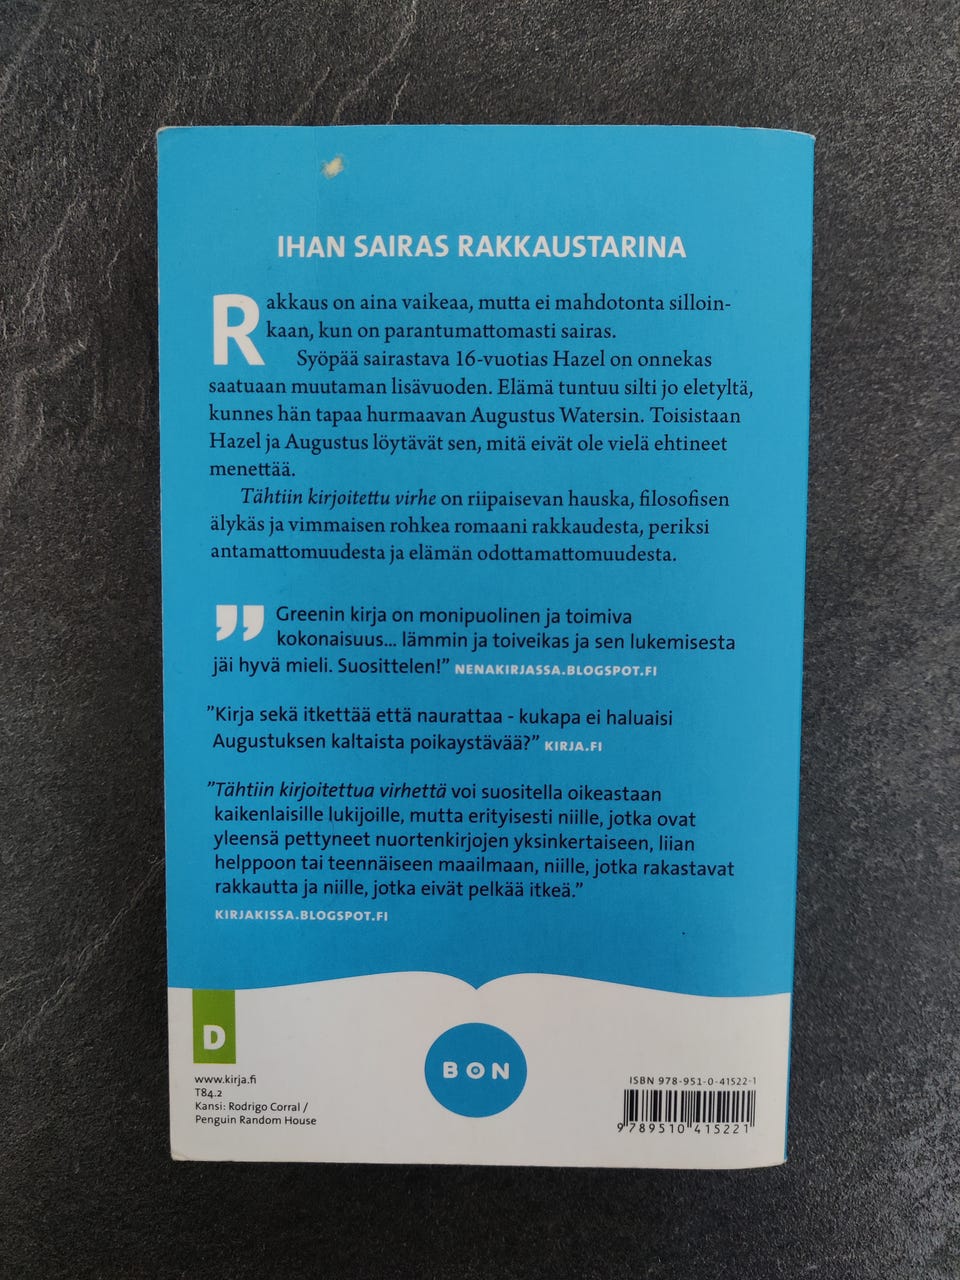 IHAN SAIRAS RAKKAUSTARINA
Rakkaus on aina vaikeaa, mutta ei mahdotonta silloin-
kaan, kun on parantumattomasti sairas.
Syöpää sairastava 16-vuotias Hazel on onnekas
saatuaan muutaman lisävuoden. Elämä tuntuu silti jo eletyltä,
kunnes hän tapaa hurmaavan Augustus Watersin. Toisistaan
Hazel ja Augustus löytävät sen, mitä eivät ole vielä ehtineet
menettää.
Tähtiin kirjoitettu virhe on riipaisevan hauska, filosofisen
älykäs ja vimmaisen rohkea romaani rakkaudesta, periksi
antamattomuudesta ja elämän odottamattomuudesta.
” Greenin kirja on monipuolinen ja toimiva
kokonaisuus... lämmin ja toiveikas ja sen lukemisesta
jäi hyvä mieli. Suosittelen!” NENAKIRJASSA.BLOGSPOT.FI
”Kirja sekä itkettää että naurattaa - kukapa ei haluaisi
Augustuksen kaltaista poikaystävää?” KIRJA.FI
”Tähtiin kirjoitettua virhettä voi suositella oikeastaan
kaikenlaisille lukijoille, mutta erityisesti niille, jotka ovat
yleensä pettyneet nuortenkirjojen yksinkertaiseen, liian
helppoon tai teennäiseen maailmaan, niille, jotka rakastavat
rakkautta ja niille, jotka eivät pelkää itkeä.”
KIRJAKISSA.BLOGSPOT.FI
D
www.kirja.fi
T84.2
Kansi: Rodrigo Corral /
Penguin Random House
BON
ISBN 978-951-0-41522-1
9 789510 415221